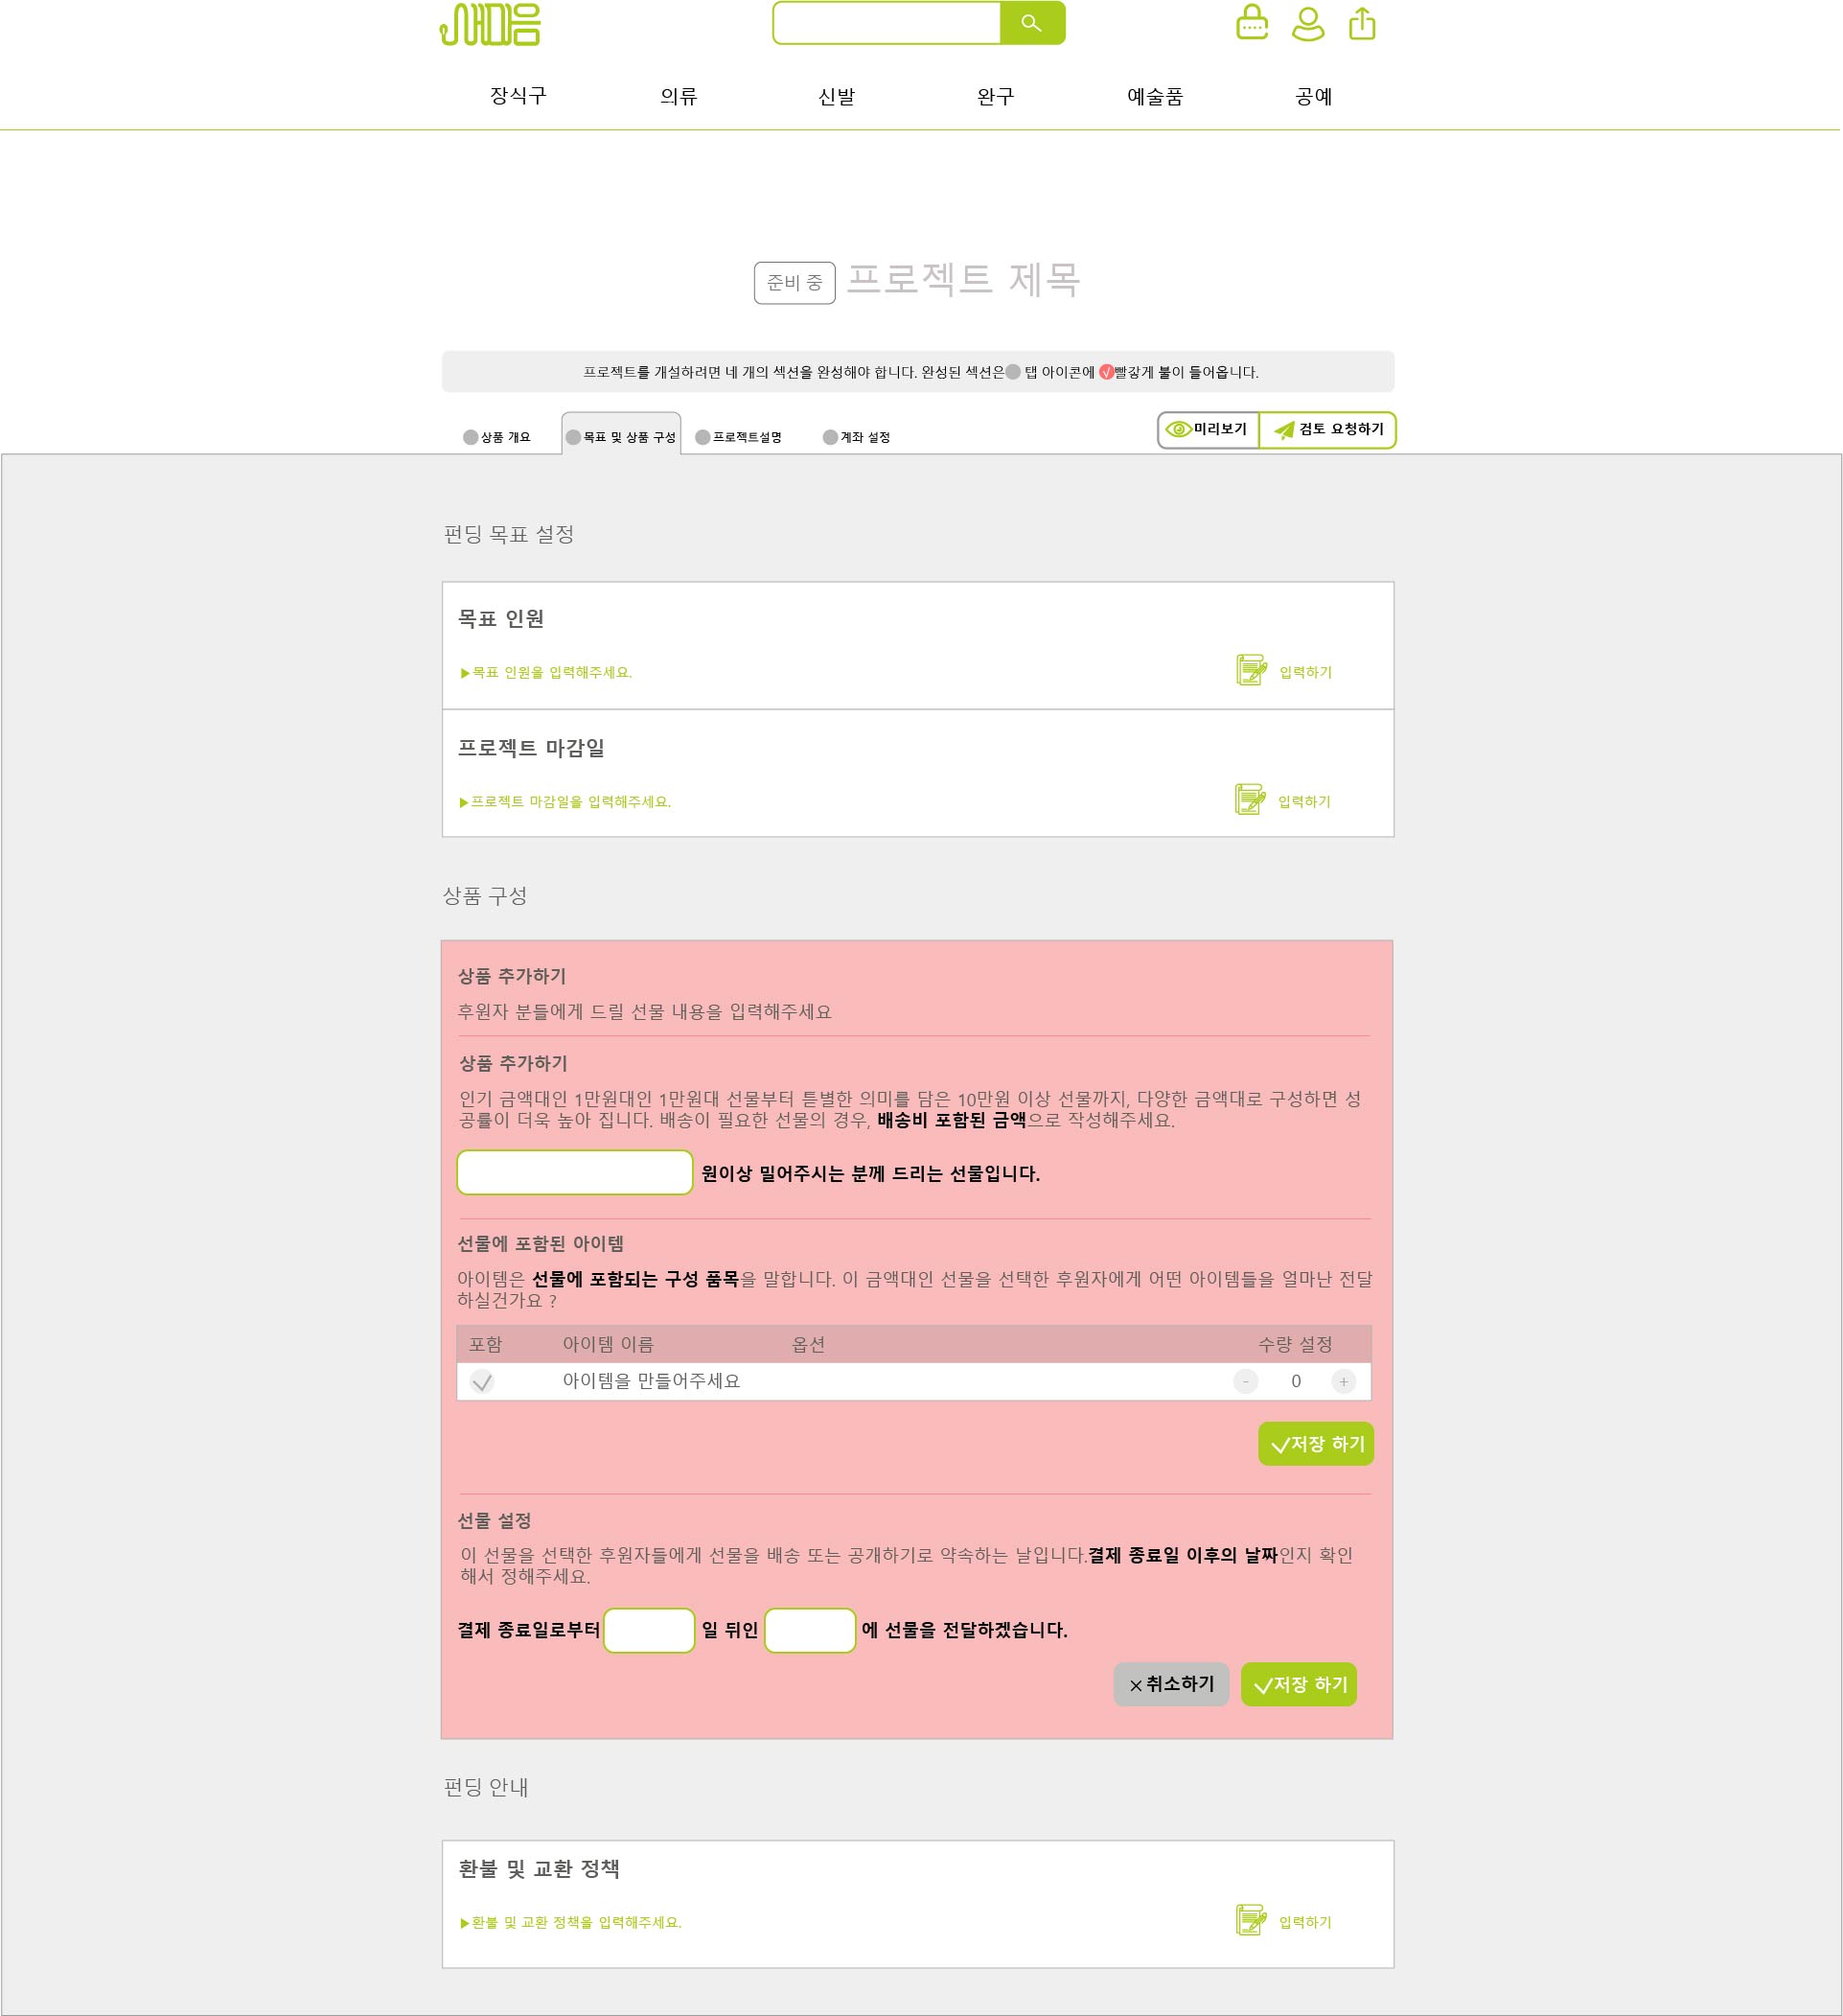 장식구 의류 신발 완구 예술품 공예
준비 중 프로젝트 제목
프로젝트를 개설하려면 네 개의 섹션을 완성해야 합니다. 완성된 섹션은 탭 아이콘에 √빨갛게 불이 들어옵니다.
상품 개요 목표 및 상품 구성 프로젝트설명 계좌 설정 미리보기 검토 요청하기
펀딩 목표 설정
목표 인원
▶목표 인원을 입력해주세요. 입력하기
프로젝트 마감일
▶프로젝트 마감일을 입력해주세요. 입력하기
상품 구성
상품 추가하기
후원자 분들에게 드릴 선물 내용을 입력해주세요
상품 추가하기
인기 금액대인 1만원대인 1만원대 선물부터 튿별한 의미를 담은 10만원 이상 선물까지, 다양한 금액대로 구성하면 성
공률이 더욱 높아 집니다. 배송이 필요한 선물의 경우, 배송비 포함된 금액으로 작성해주세요.
원이상 밀어주시는 분께 드리는 선물입니다.
선물에 포함된 아이템
아이템은 선물에 포함되는 구성 품목을 말합니다. 이 금액대인 선물을 선택한 후원자에게 어떤 아이템들을 얼마난 전달
하실건가요 ?
포함 아이템 이름 옵션 수량 설정
아이템을 만들어주세요 - 0 +
저장 하기
선물 설정
이 선물을 선택한 후원자들에게 선물을 배송 또는 공개하기로 약속하는 날입니다.결제 종료일 이후의 날짜인지 확인
해서 정해주세요.
결제 종료일로부터 일 뒤인 에 선물을 전달하겠습니다.
×취소하기 저장 하기
펀딩 안내
환불 및 교환 정책
▶환불 및 교환 정책을 입력해주세요. 입력하기